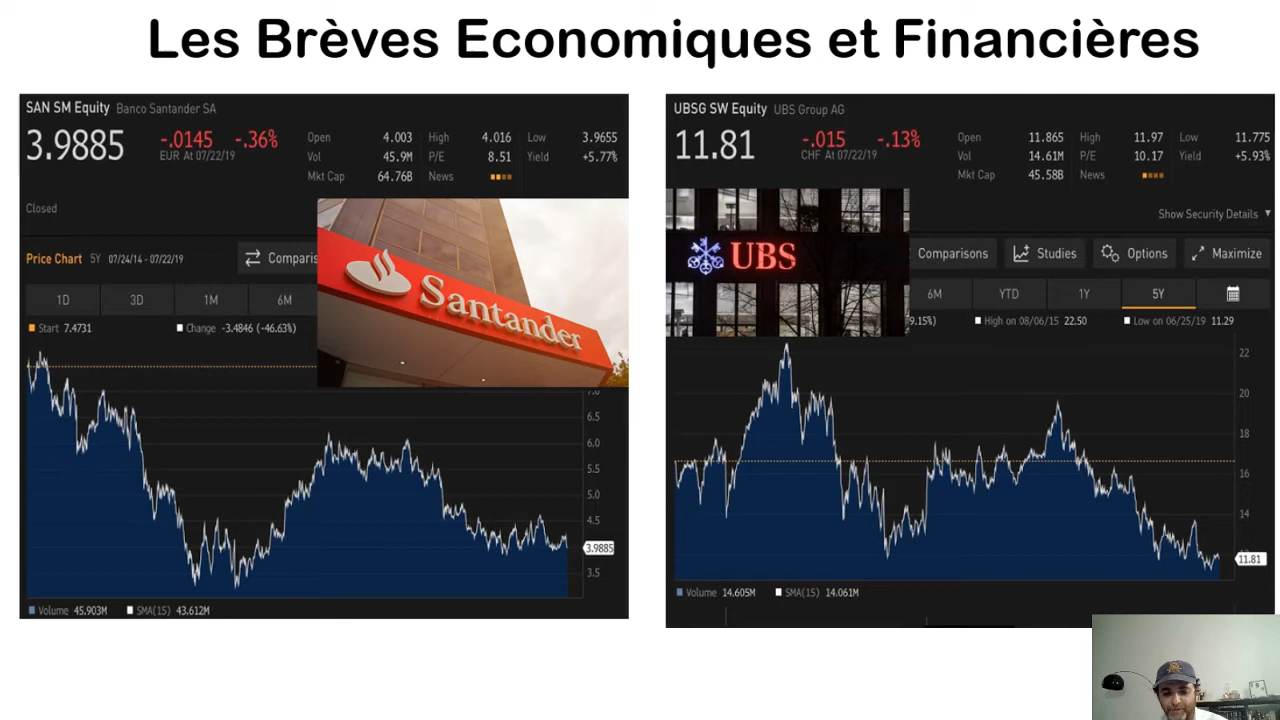 Les Brèves Economiques et Financières
SAN SM Equity Banco Santander SA
3.9885 -.0145 -.36%
EUR At 07/22/19
Open 4.003 High 4.016 Low 3.9655
Vol 45.9M P/E 8.51 Yield +5.77%
Mkt Cap 64.76B News
Closed
Price Chart 5Y 07/24/14 - 07/22/19 Comparis
1D 3D 1M 6M
Start 7.4731 Change -3.4846 (-46.63%)
Santander
7.0
6.5
6.0
5.5
5.0
4.5
3.9885
3.5
Volume 45.903M SMA(15) 43.612M
UBSG SW Equity UBS Group AG
11.81 -.015 -.13%
CHF At 07/22/19
Open 11.865 High 11.97 Low 11.775
Vol 14.61M P/E 10.17 Yield +5.93%
Mkt Cap 45.58B News
Show Security Details
UBS
Comparisons Studies Options Maximize
6M YTD 1Y 5Y
9.15%) High on 08/06/15 22.50 Low on 06/25/19 11.29
22
20
18
16
14
11.81
Volume 14.605M SMA(15) 14.061M